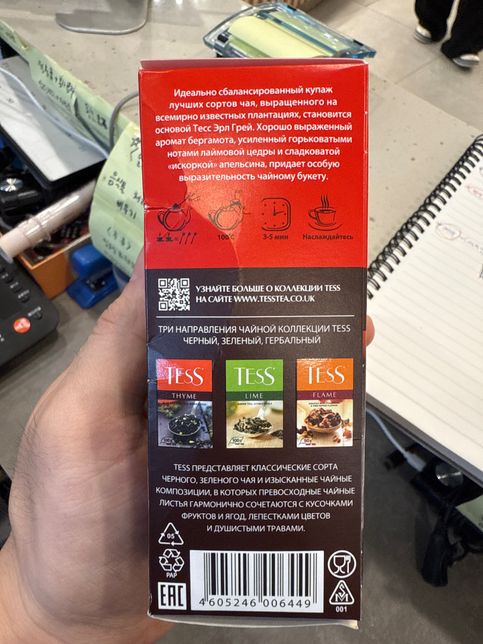 Идеально сбалансированный купаж
лучших сортов чая, выращенного на
всемирно известных плантациях, становится
основой Тесс Эрл Грей. Хорошо выраженный
аромат бергамота, усиленный горьковатыми
нотами лаймовой цедры и сладковатой
«искоркой» апельсина, придает особую
выразительность чайному букету.
100°C
3-5 мин
Наслаждайтесь
УЗНАЙТЕ БОЛЬШЕ О КОЛЛЕКЦИИ TESS
НА САЙТЕ WWW.TESSTEA.CO.UK
ТРИ НАПРАВЛЕНИЯ ЧАЙНОЙ КОЛЛЕКЦИИ TESS
ЧЕРНЫЙ, ЗЕЛЕНЫЙ, ГЕРБАЛЬНЫЙ
TESS
THYME
TESS
LIME
TESS
FLAME
TESS ПРЕДСТАВЛЯЕТ КЛАССИЧЕСКИЕ СОРТА
ЧЕРНОГО, ЗЕЛЕНОГО ЧАЯ И ИЗЫСКАННЫЕ ЧАЙНЫЕ
КОМПОЗИЦИИ, В КОТОРЫХ ПРЕВОСХОДНЫЕ ЧАЙНЫЕ
ЛИСТЬЯ ГАРМОНИЧНО СОЧЕТАЮТСЯ С КУСОЧКАМИ
ФРУКТОВ И ЯГОД, ЛЕПЕСТКАМИ ЦВЕТОВ
И ДУШИСТЫМИ ТРАВАМИ.
05
PAP
EAC
4605246006449
001